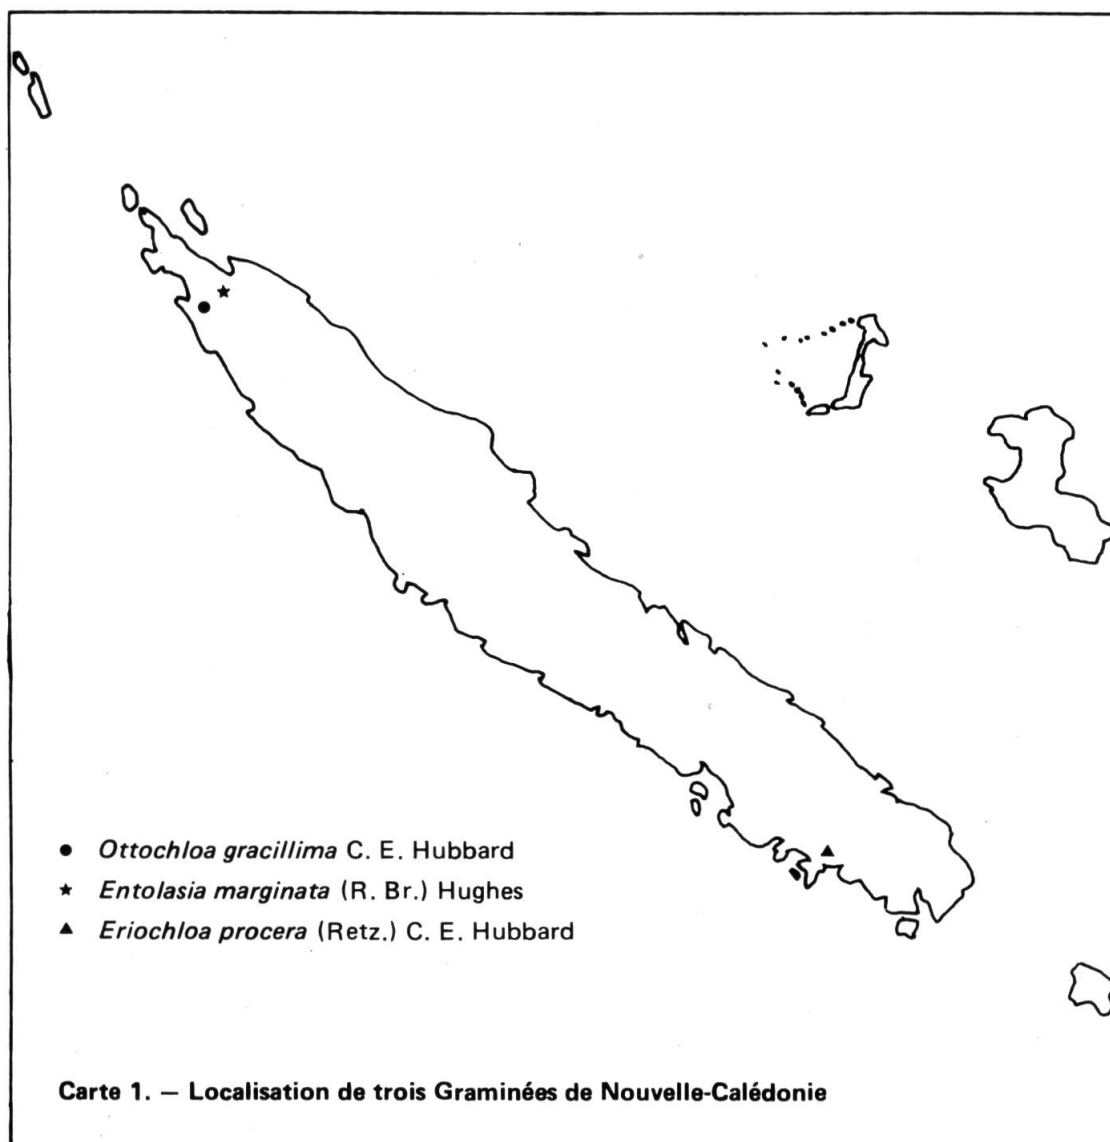 ● Ottochloa gracillima C. E. Hubbard
★ Entolasia marginata (R. Br.) Hughes
▲ Eriochloa procera (Retz.) C. E. Hubbard
Carte 1. — Localisation de trois Graminées de Nouvelle-Calédonie